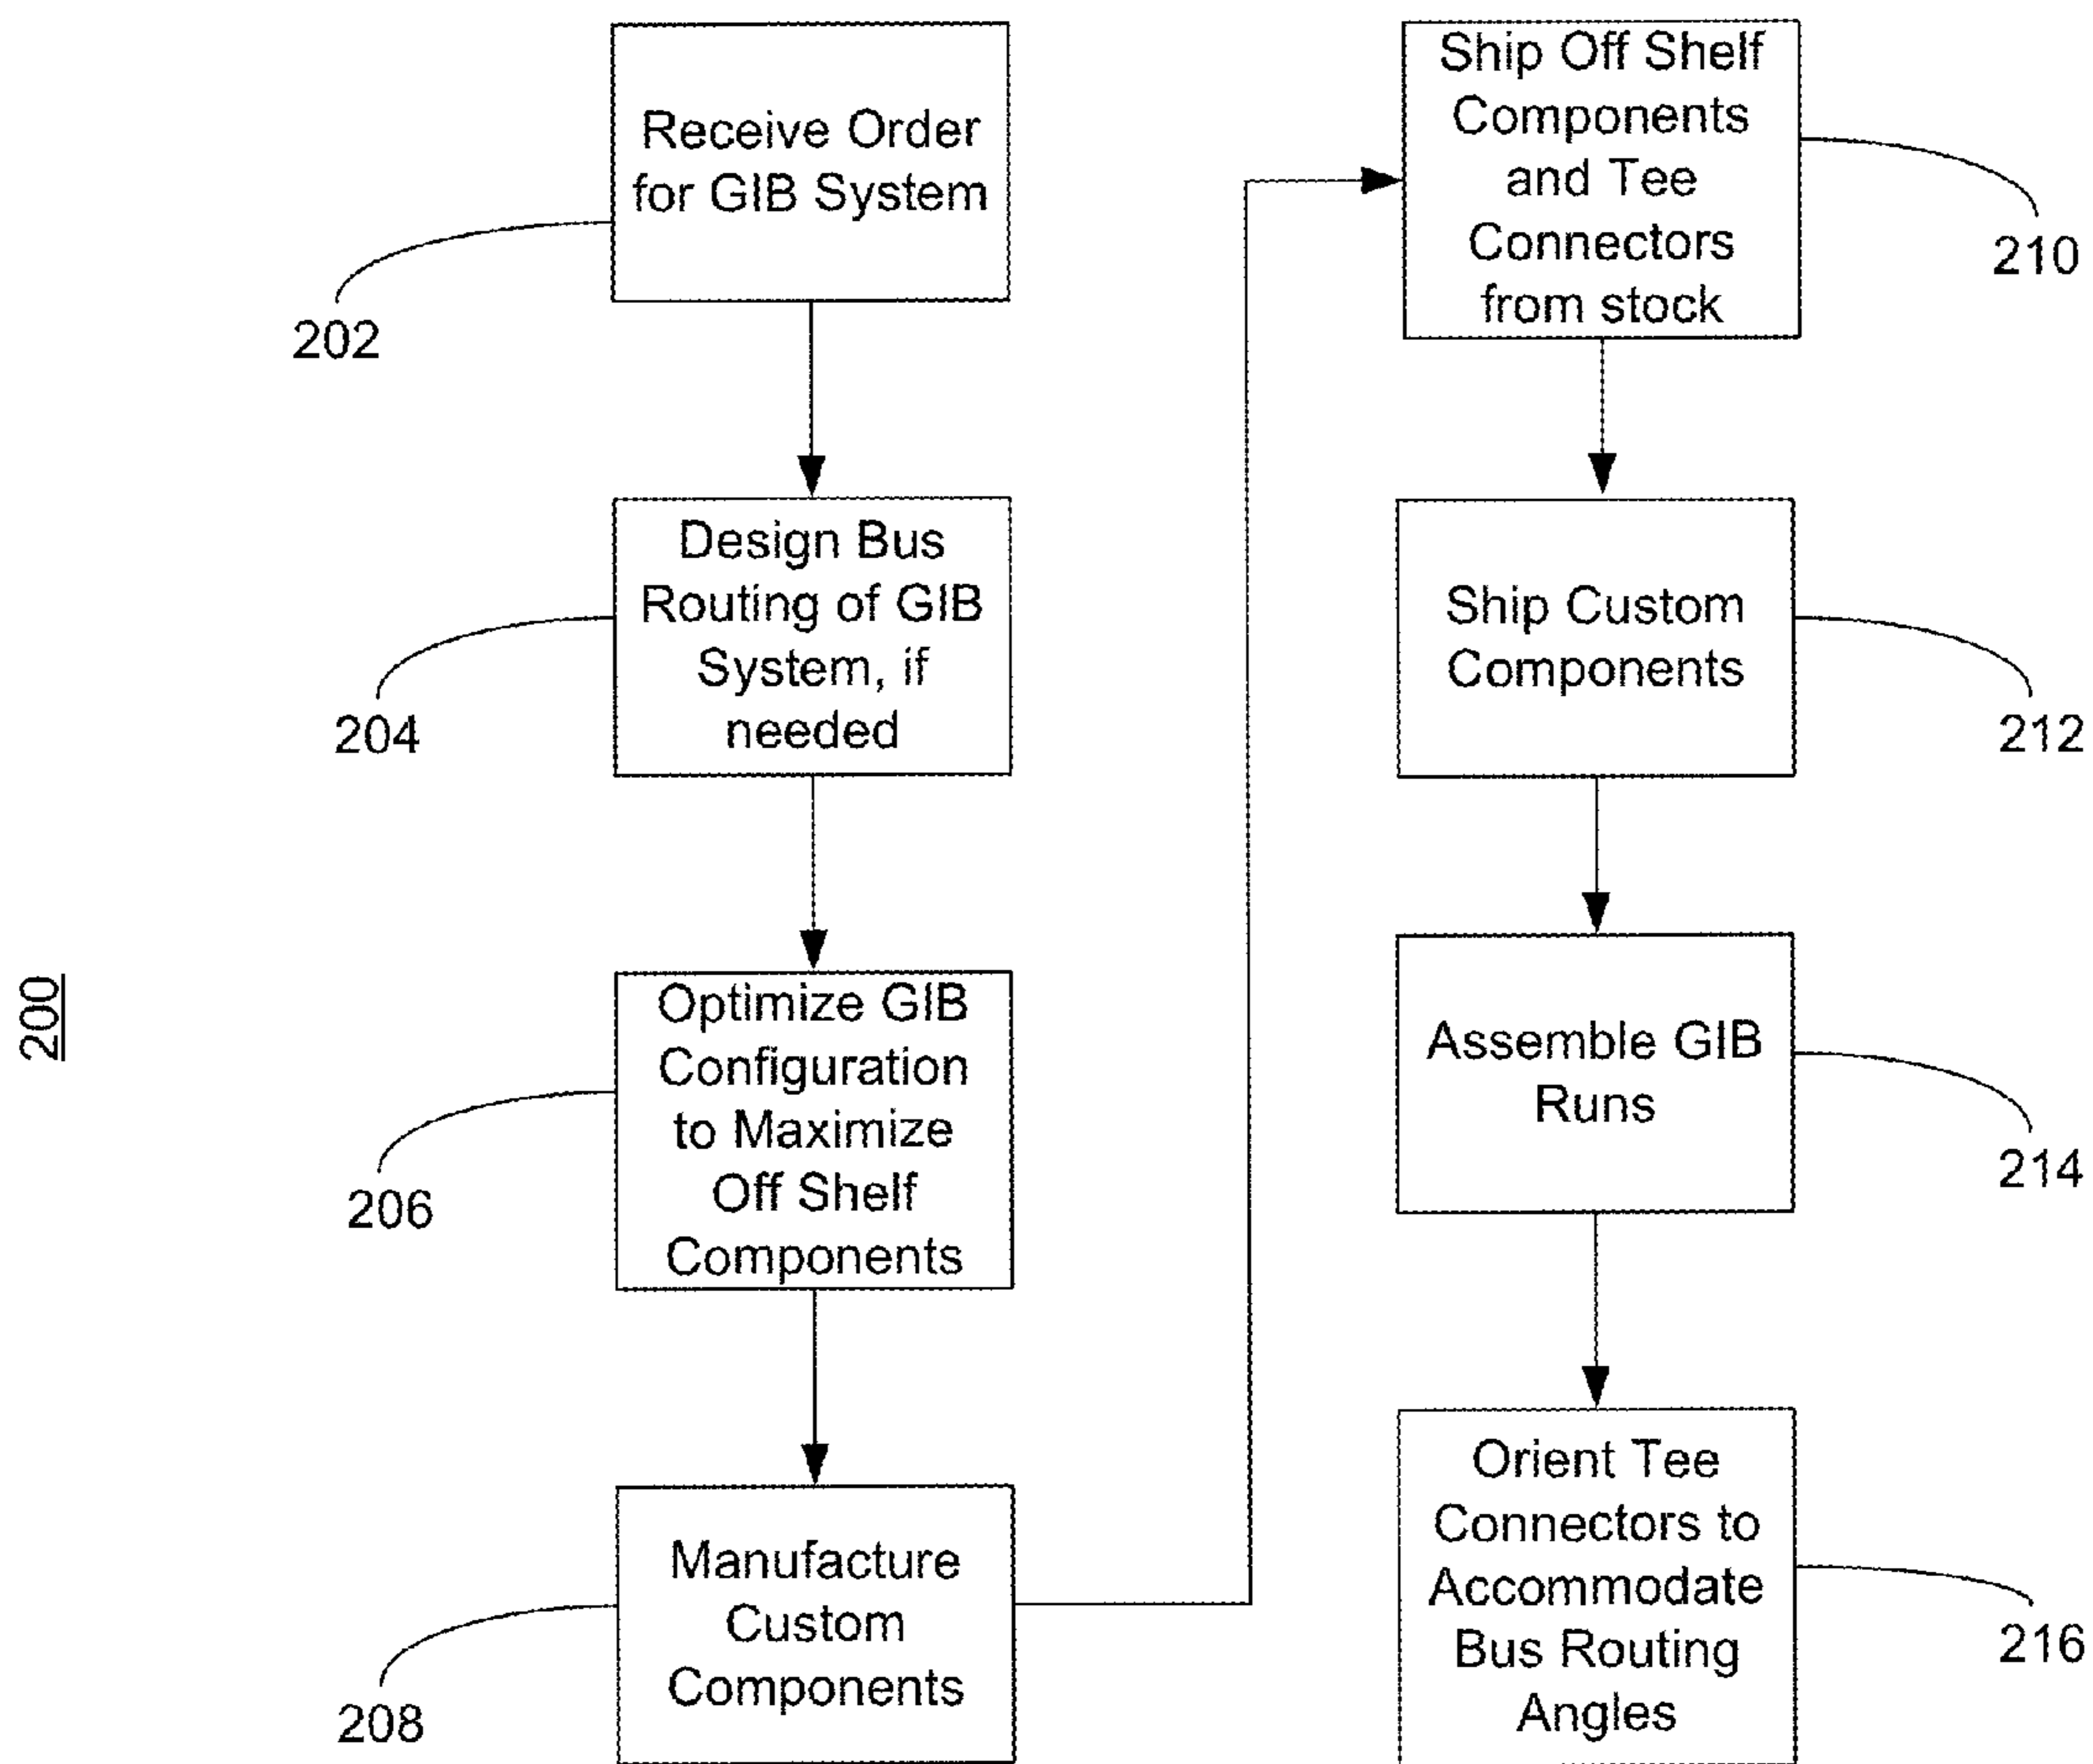 200
Receive Order
for GIB System
202
Design Bus
Routing of GIB
System, if
needed
204
Optimize GIB
Configuration
to Maximize
Off Shelf
Components
206
Manufacture
Custom
Components
208
Ship Off Shelf
Components
and Tee
Connectors
from stock
210
Ship Custom
Components
212
Assemble GIB
Runs
214
Orient Tee
Connectors to
Accommodate
Bus Routing
Angles
216